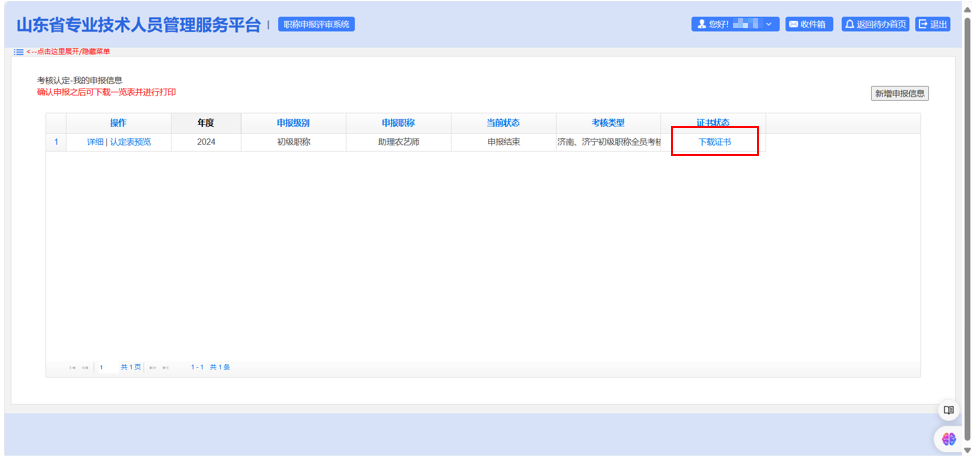 山东省专业技术人员管理服务平台 | 职称申报评审系统 您好! 收件箱 返回待办首页 退出
<--点击这里展开/隐藏菜单
考核认定-我的申报信息
确认申报之后可下载一览表并进行打印
新增申报信息
操作 年度 申报级别 申报职称 当前状态 考核类型 证书状态
1 详细 | 认定表预览 2024 初级职称 助理农艺师 申报结束 济南、济宁初级职称全员考核 下载证书
1 共 1 页 1 - 1 共 1 条